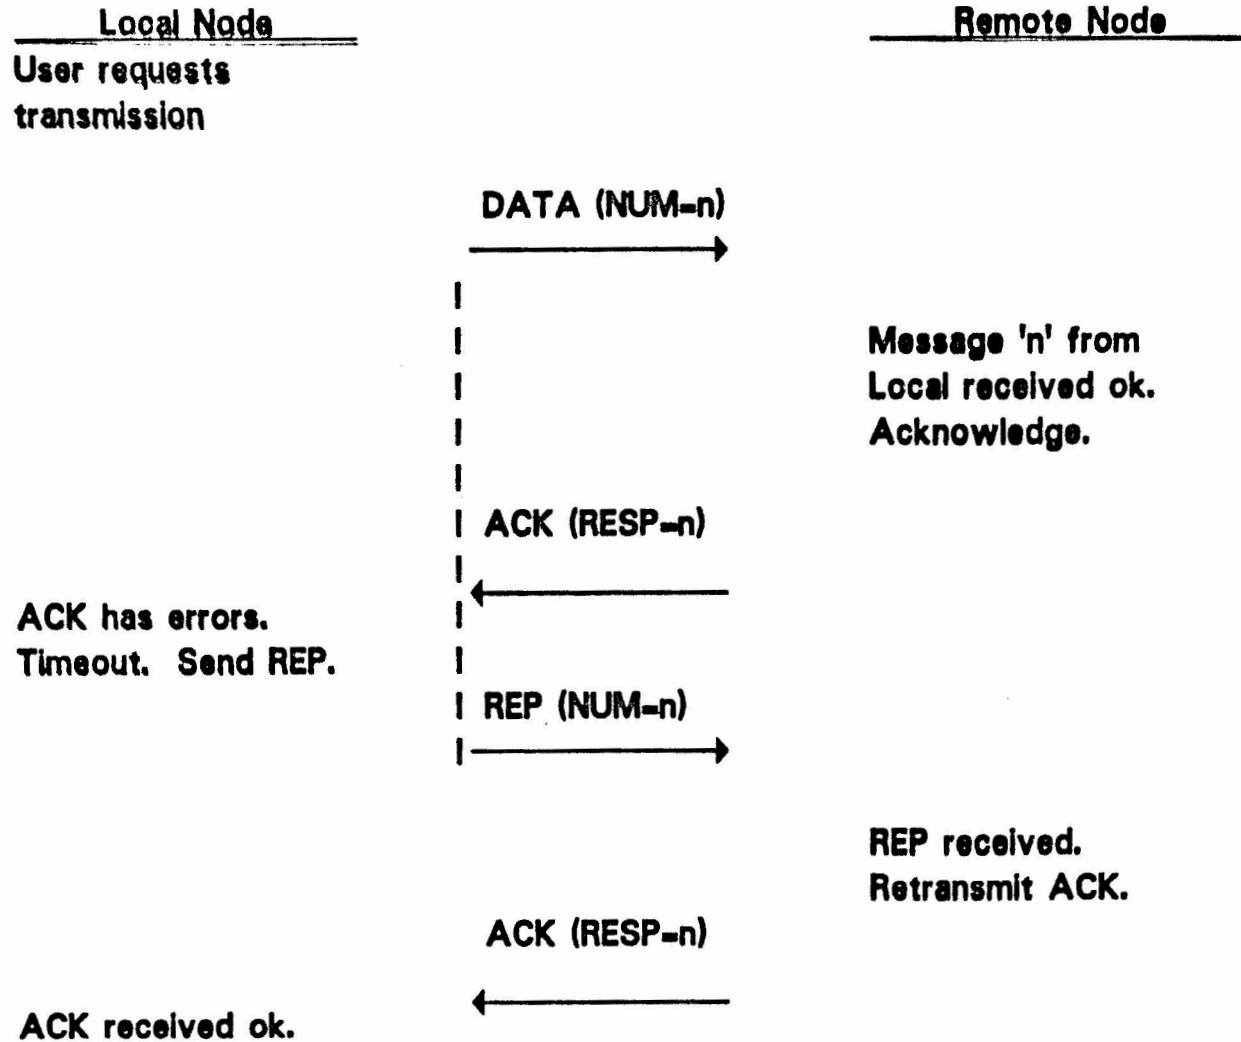 Local Node
Remote Node
User requests
transmission
DATA (NUM=n)
Message 'n' from
Local received ok.
Acknowledge.
ACK (RESP=n)
ACK has errors.
Timeout. Send REP.
REP (NUM=n)
REP received.
Retransmit ACK.
ACK (RESP=n)
ACK received ok.